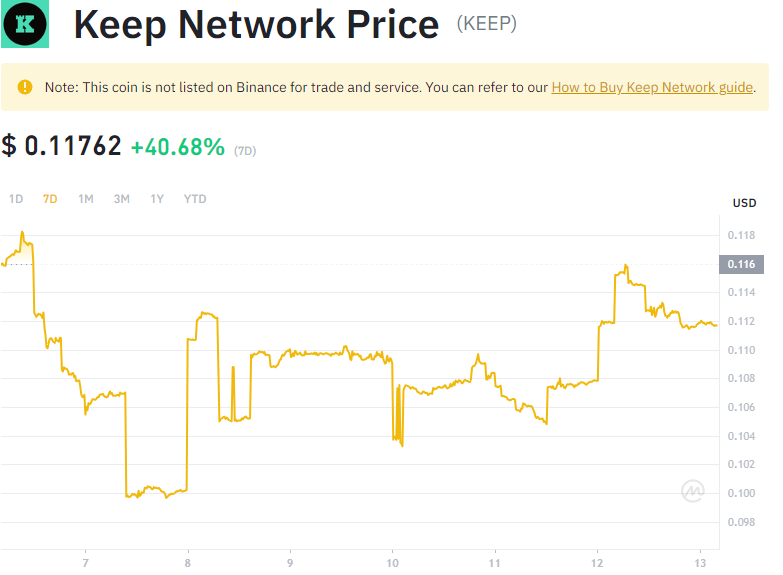 Keep Network Price (KEEP)
Note: This coin is not listed on Binance for trade and service. You can refer to our How to Buy Keep Network guide.
$ 0.11762 +40.68% (7D)
1D 7D 1M 3M 1Y YTD
USD
0.118
0.116
0.114
0.112
0.110
0.108
0.106
0.104
0.102
0.100
0.098
7 8 9 10 11 12 13